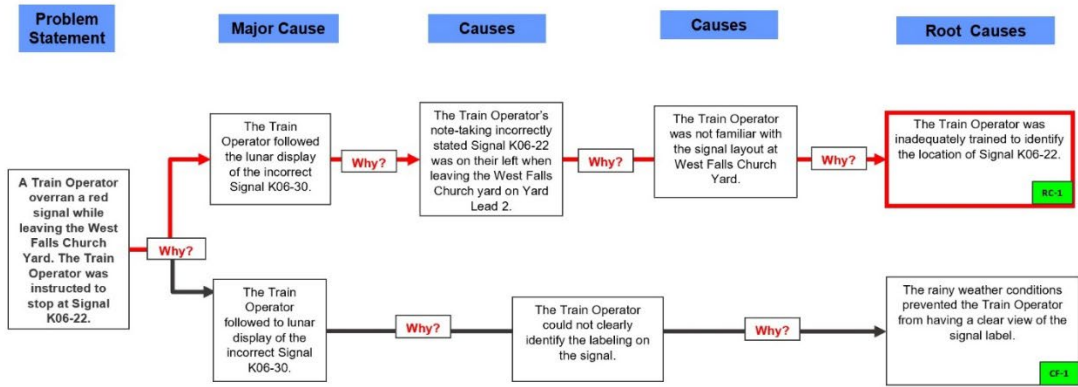 Problem
Statement
Major Cause
Causes
Causes
Root Causes
A Train Operator
overran a red
signal while
leaving the West
Falls Church
Yard. The Train
Operator was
instructed to
stop at Signal
K06-22.
Why?
The Train
Operator followed
the lunar display
of the incorrect
Signal K06-30.
Why?
The Train Operator's
note-taking incorrectly
stated Signal K06-22
was on their left when
leaving the West Falls
Church yard on Yard
Lead 2.
Why?
The Train Operator
was not familiar with
the signal layout at
West Falls Church
Yard.
Why?
The Train Operator was
inadequately trained to identify
the location of Signal K06-22.
RC-1
The Train
Operator
followed to lunar
display of the
incorrect Signal
K06-30.
Why?
The Train Operator
could not clearly
identify the labeling
on the signal.
Why?
The rainy weather conditions
prevented the Train Operator
from having a clear view of the
signal label.
CF-1